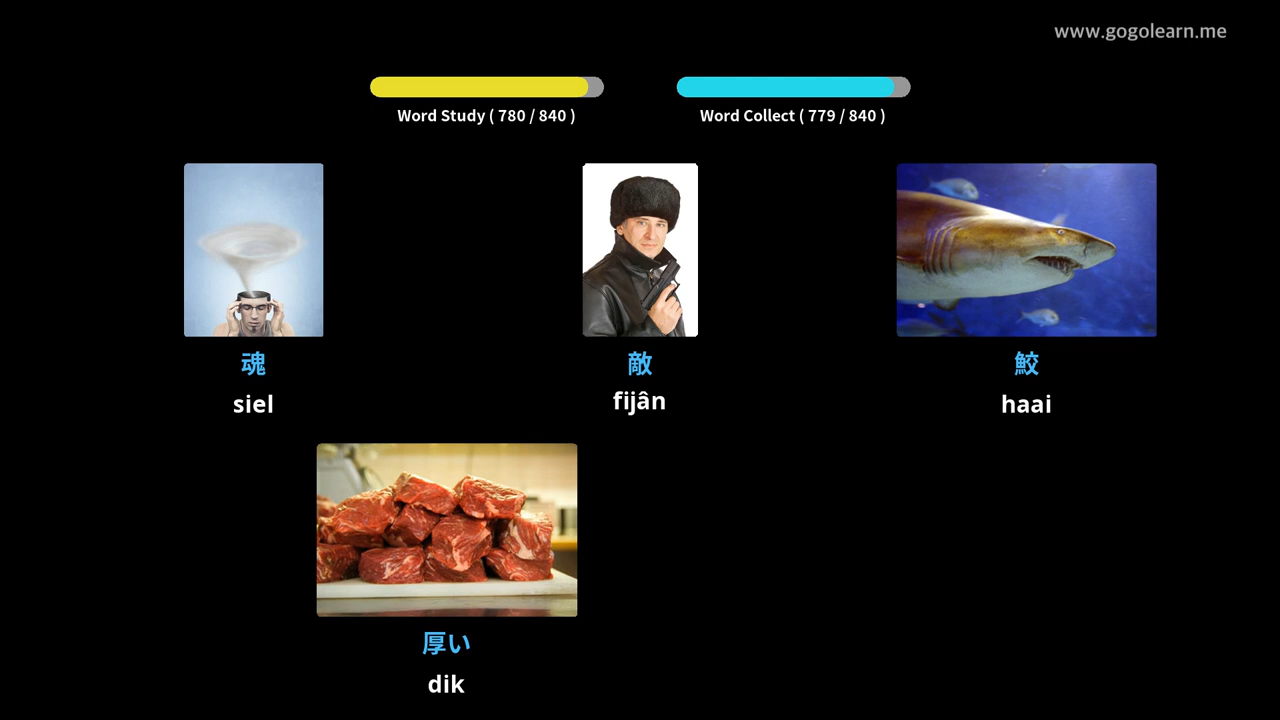 www.gogolearn.me
Word Study ( 780 / 840 )
Word Collect ( 779 / 840 )
魂
敵
鮫
siel
fijân
haai
厚い
dik